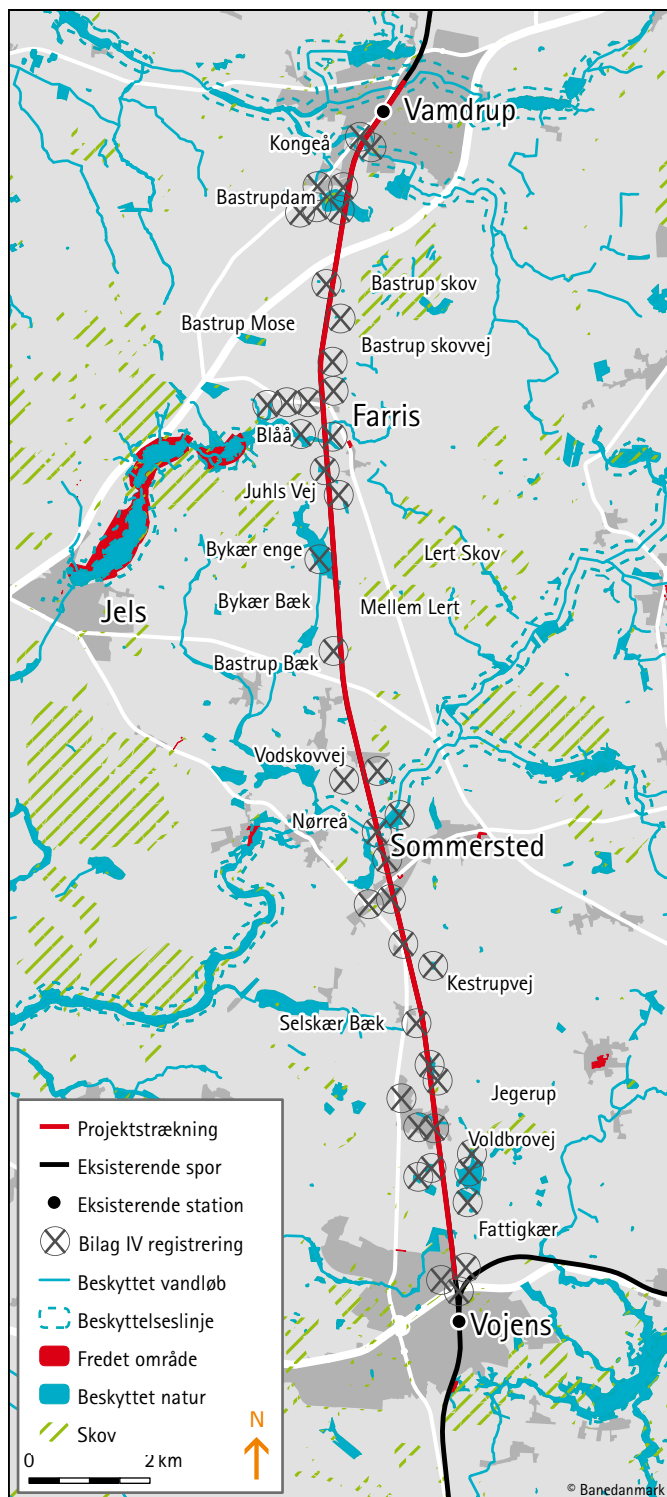 Vamdrup
Kongeå
Bastrupdam
Bastrup skov
Bastrup Mose
Bastrup skovvej
Farris
Blåå
Juhls Vej
Bykær enge
Lert Skov
Bykær Bæk
Mellem Lert
Jels
Bastrup Bæk
Vodskovvej
Nørreå
Sommersted
Kestrupvej
Selskær Bæk
Jegerup
Voldbrovej
Fattigkær
Vojens
Projektstrækning
Eksisterende spor
Eksisterende station
Bilag IV registrering
Beskyttet vandløb
Beskyttelseslinje
Fredet område
Beskyttet natur
Skov
N
0 2 km
© Banedanmark